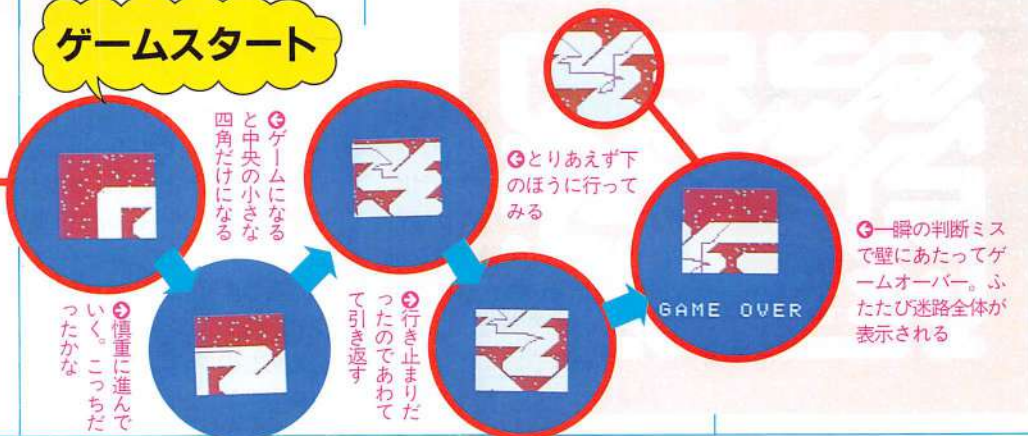 ゲームスタート
➲ゲームになる
と中央の小さな
四角だけになる
➲慎重に進んで
いく。こっちだ
ったかな
➲行き止まりだ
ったのであわて
て引き返す
➲とりあえず下
のほうに行って
みる
GAME OVER
➲一瞬の判断ミス
で壁にあたってゲ
ームオーバー。ふ
たたび迷路全体が
表示される